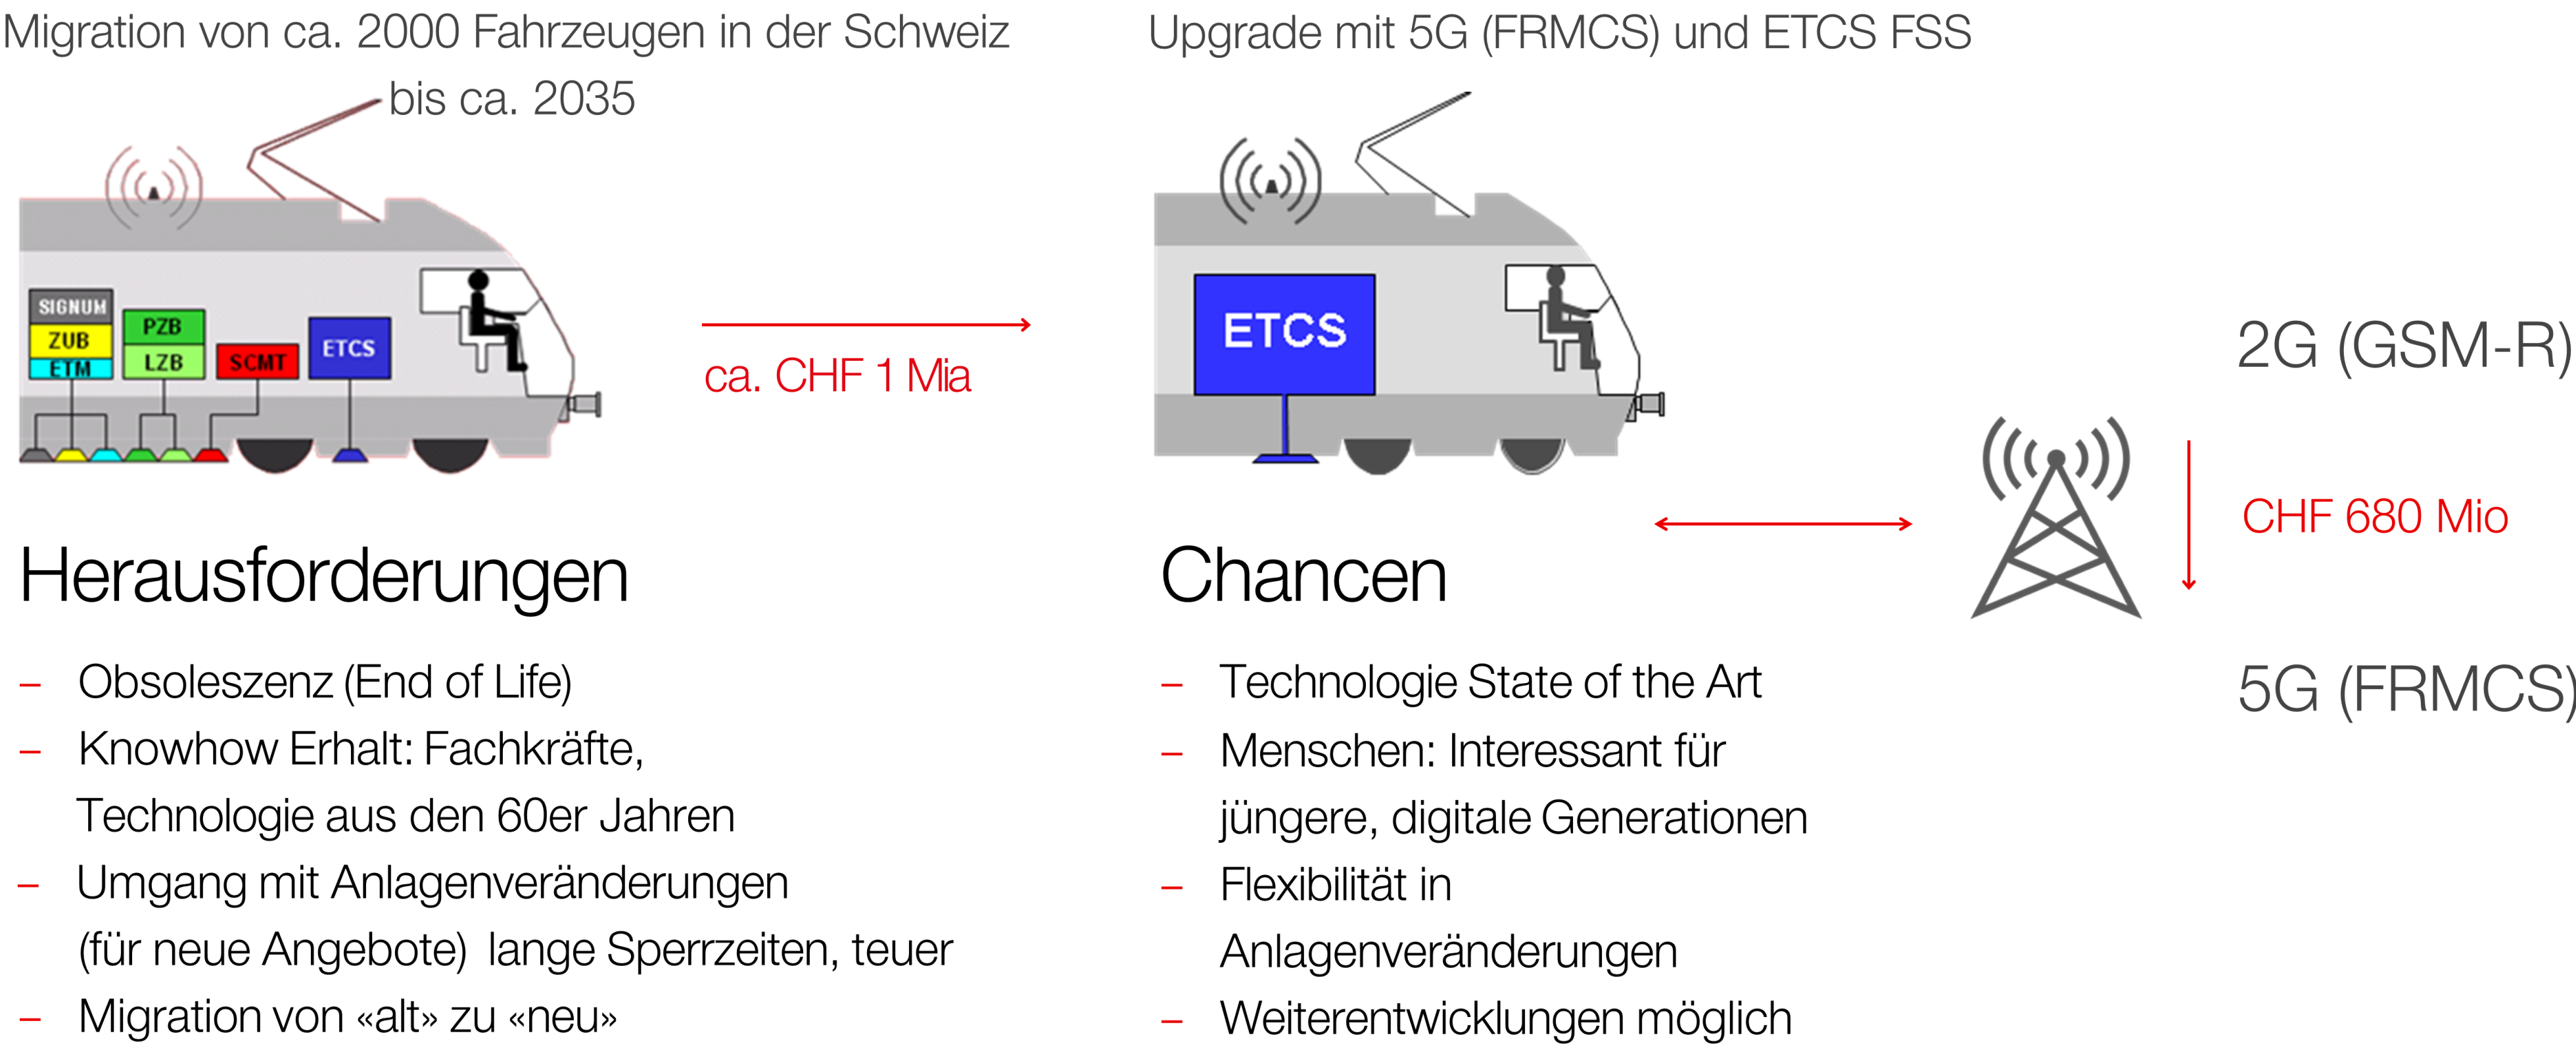 Migration von ca. 2000 Fahrzeugen in der Schweiz
bis ca. 2035
SIGNUM
ZUB
ETM
PZB
LZB
SCMT
ETCS
ca. CHF 1 Mia
Upgrade mit 5G (FRMCS) und ETCS FSS
ETCS
2G (GSM-R)
CHF 680 Mio
5G (FRMCS)
Herausforderungen
– Obsoleszenz (End of Life)
– Knowhow Erhalt: Fachkräfte,
Technologie aus den 60er Jahren
– Umgang mit Anlagenveränderungen
(für neue Angebote) lange Sperrzeiten, teuer
– Migration von «alt» zu «neu»
Chancen
– Technologie State of the Art
– Menschen: Interessant für
jüngere, digitale Generationen
– Flexibilität in
Anlagenveränderungen
– Weiterentwicklungen möglich